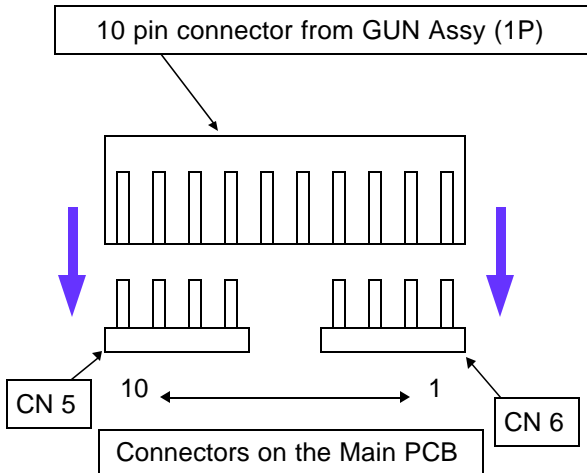 10 pin connector from GUN Assy (1P)
CN 5
10
1
CN 6
Connectors on the Main PCB